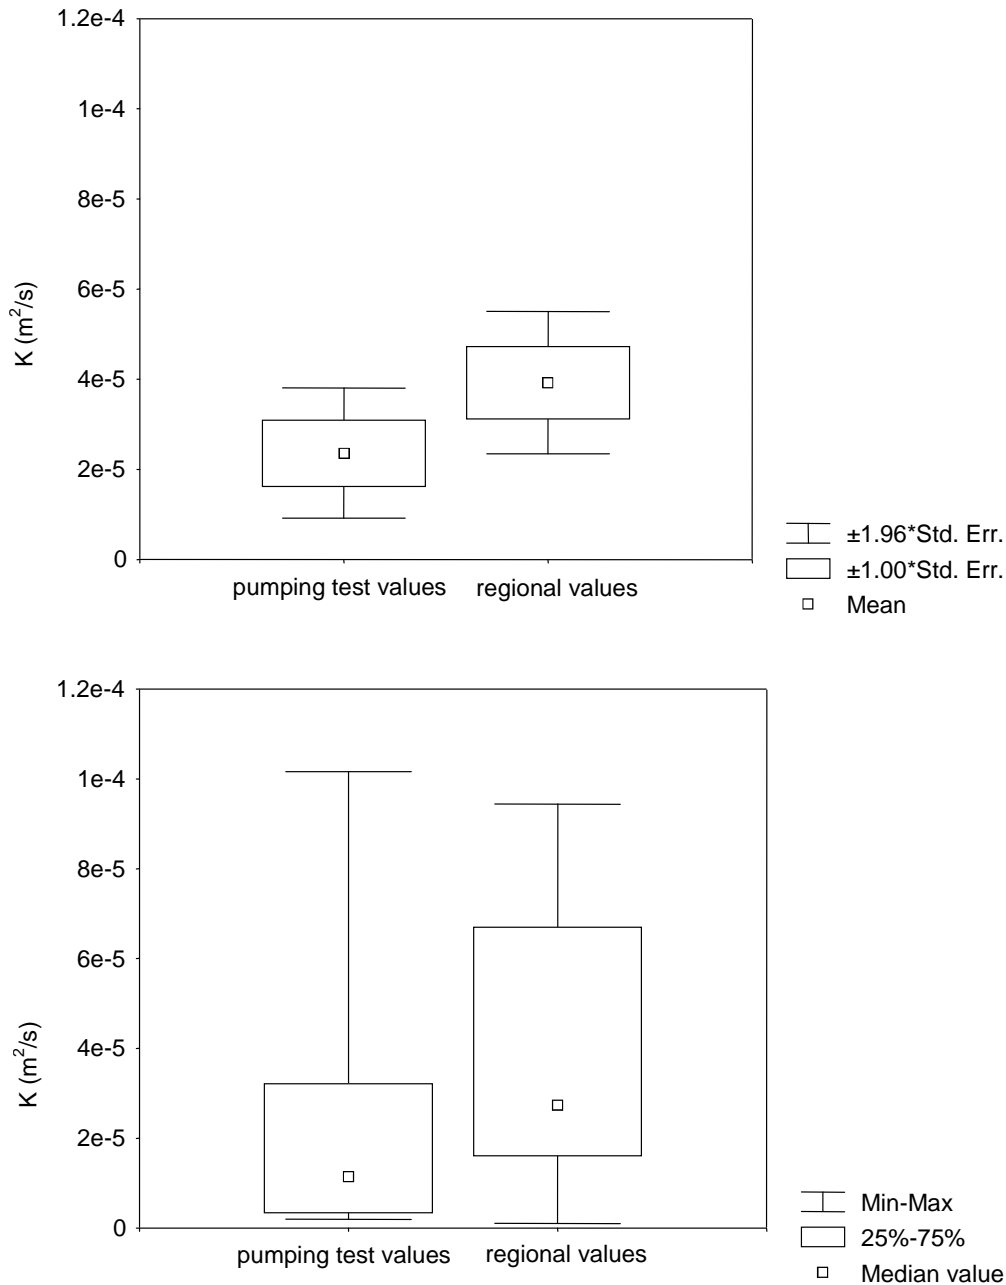 1.2e-4
1e-4
8e-5
6e-5
4e-5
2e-5
0
K (m²/s)
pumping test values
regional values
±1.96*Std. Err.
±1.00*Std. Err.
Mean
1.2e-4
1e-4
8e-5
6e-5
4e-5
2e-5
0
K (m²/s)
pumping test values
regional values
Min-Max
25%-75%
Median value